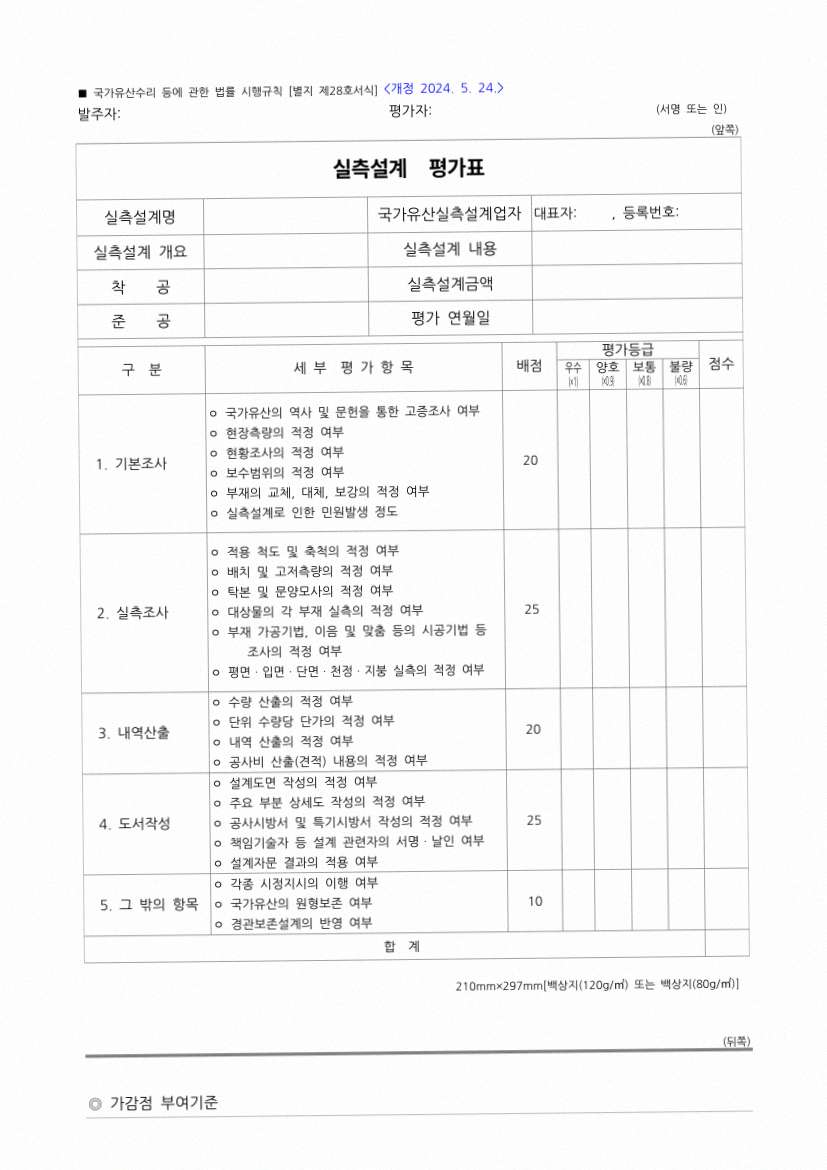 ■ 국가유산수리 등에 관한 법률 시행규칙 [별지 제28호서식] <개정 2024. 5. 24.>
발주자: 평가자: (서명 또는 인)
(앞쪽)
실측설계 평가표
실측설계명 국가유산실측설계업자 대표자: , 등록번호:
실측설계 개요 실측설계 내용
착 공 실측설계금액
준 공 평가 연월일
구 분 세 부 평 가 항 목 배점 평가등급 점수
우수 양호 보통 불량
(×1) (×0.9) (×0.8) (×0.6)
1. 기본조사
ㅇ 국가유산의 역사 및 문헌을 통한 고증조사 여부
ㅇ 현장측량의 적정 여부
ㅇ 현황조사의 적정 여부
ㅇ 보수범위의 적정 여부
ㅇ 부재의 교체, 대체, 보강의 적정 여부
ㅇ 실측설계로 인한 민원발생 정도
20
2. 실측조사
ㅇ 적용 척도 및 축척의 적정 여부
ㅇ 배치 및 고저측량의 적정 여부
ㅇ 탁본 및 문양모사의 적정 여부
ㅇ 대상물의 각 부재 실측의 적정 여부
ㅇ 부재 가공기법, 이음 및 맞춤 등의 시공기법 등
조사의 적정 여부
ㅇ 평면ㆍ입면ㆍ단면ㆍ천정ㆍ지붕 실측의 적정 여부
25
3. 내역산출
ㅇ 수량 산출의 적정 여부
ㅇ 단위 수량당 단가의 적정 여부
ㅇ 내역 산출의 적정 여부
ㅇ 공사비 산출(견적) 내용의 적정 여부
20
4. 도서작성
ㅇ 설계도면 작성의 적정 여부
ㅇ 주요 부분 상세도 작성의 적정 여부
ㅇ 공사시방서 및 특기시방서 작성의 적정 여부
ㅇ 책임기술자 등 설계 관련자의 서명ㆍ날인 여부
ㅇ 설계자문 결과의 적용 여부
25
5. 그 밖의 항목
ㅇ 각종 시정지시의 이행 여부
ㅇ 국가유산의 원형보존 여부
ㅇ 경관보존설계의 반영 여부
10
합 계
210mm×297mm[백상지(120g/㎡) 또는 백상지(80g/㎡)]
(뒤쪽)
◎ 가감점 부여기준